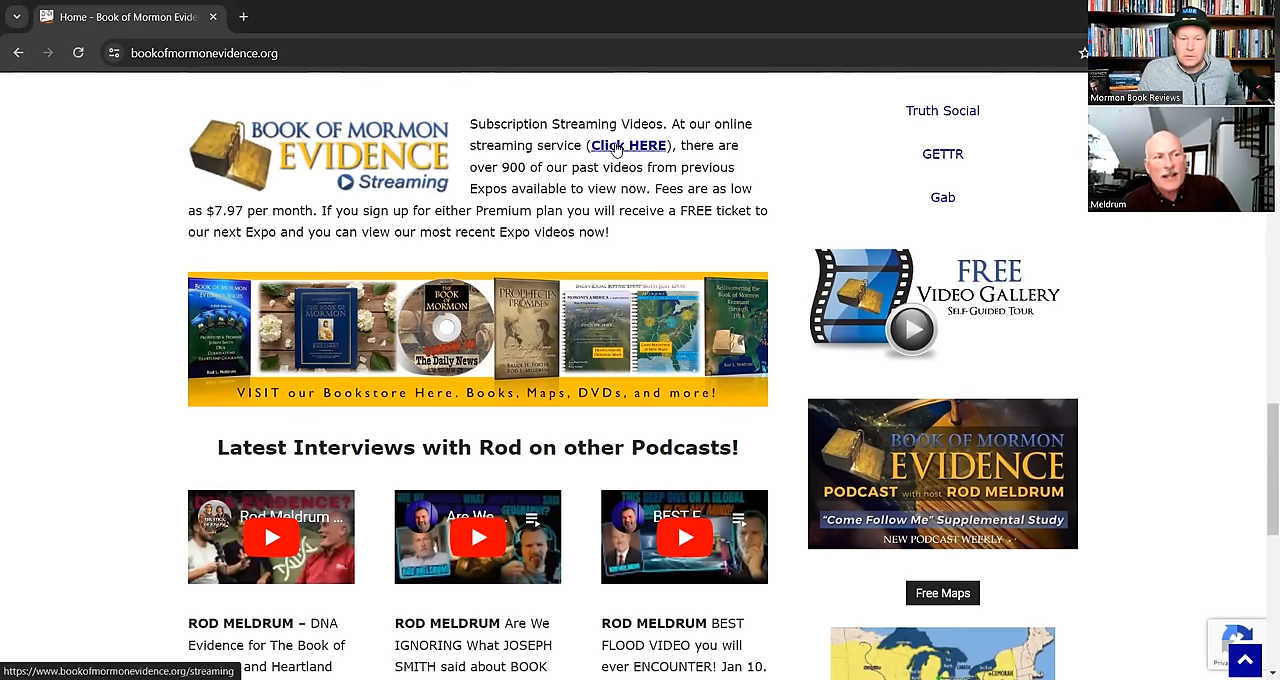 Home - Book of Mormon Evide
bookofmormonevidence.org
Mormon Book Reviews
Meldrum
BOOK OF MORMON
EVIDENCE
Streaming
Subscription Streaming Videos. At our online
streaming service (Click HERE), there are
over 900 of our past videos from previous
Expos available to view now. Fees are as low
as $7.97 per month. If you sign up for either Premium plan you will receive a FREE ticket to
our next Expo and you can view our most recent Expo videos now!
Truth Social
GETTR
Gab
FREE
VIDEO GALLERY
SELF-GUIDED TOUR
THE
BOOK OF
MORMON
The Daily News
PROPHECIES
PROMISES
VISIT our Bookstore Here. Books, Maps, DVDs, and more!
Latest Interviews with Rod on other Podcasts!
BOOK OF MORMON
EVIDENCE
PODCAST with host ROD MELDRUM
"Come Follow Me" Supplemental Study
NEW PODCAST WEEKLY
Rod Meldrum ...
Are We
BEST F
ROD MELDRUM – DNA
Evidence for The Book of
and Heartland
ROD MELDRUM Are We
IGNORING What JOSEPH
SMITH said about BOOK
ROD MELDRUM BEST
FLOOD VIDEO you will
ever ENCOUNTER! Jan 10.
Free Maps
CUMORAH
https://www.bookofmormonevidence.org/streaming